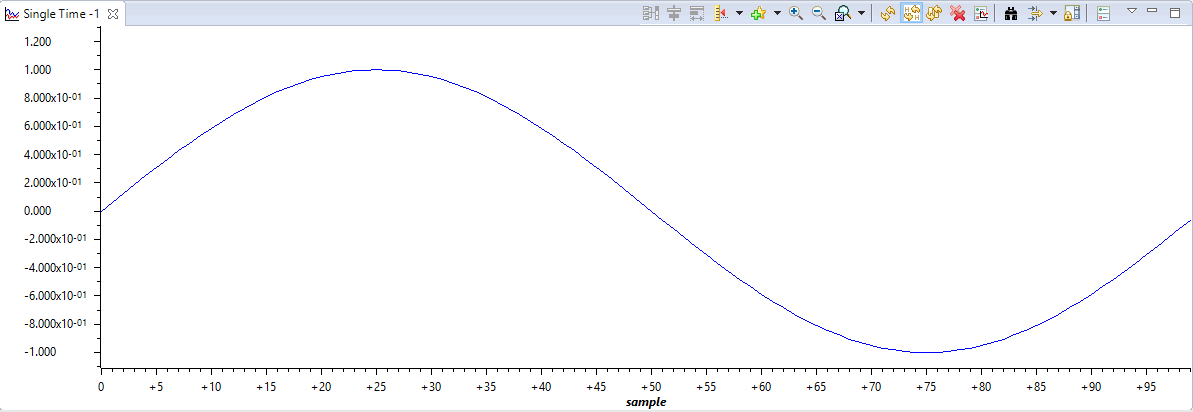 Single Time -1
1.200
1.000
8.000x10-01
6.000x10-01
4.000x10-01
2.000x10-01
0.000
-2.000x10-01
-4.000x10-01
-6.000x10-01
-8.000x10-01
-1.000
0 +5 +10 +15 +20 +25 +30 +35 +40 +45 +50 +55 +60 +65 +70 +75 +80 +85 +90 +95
sample